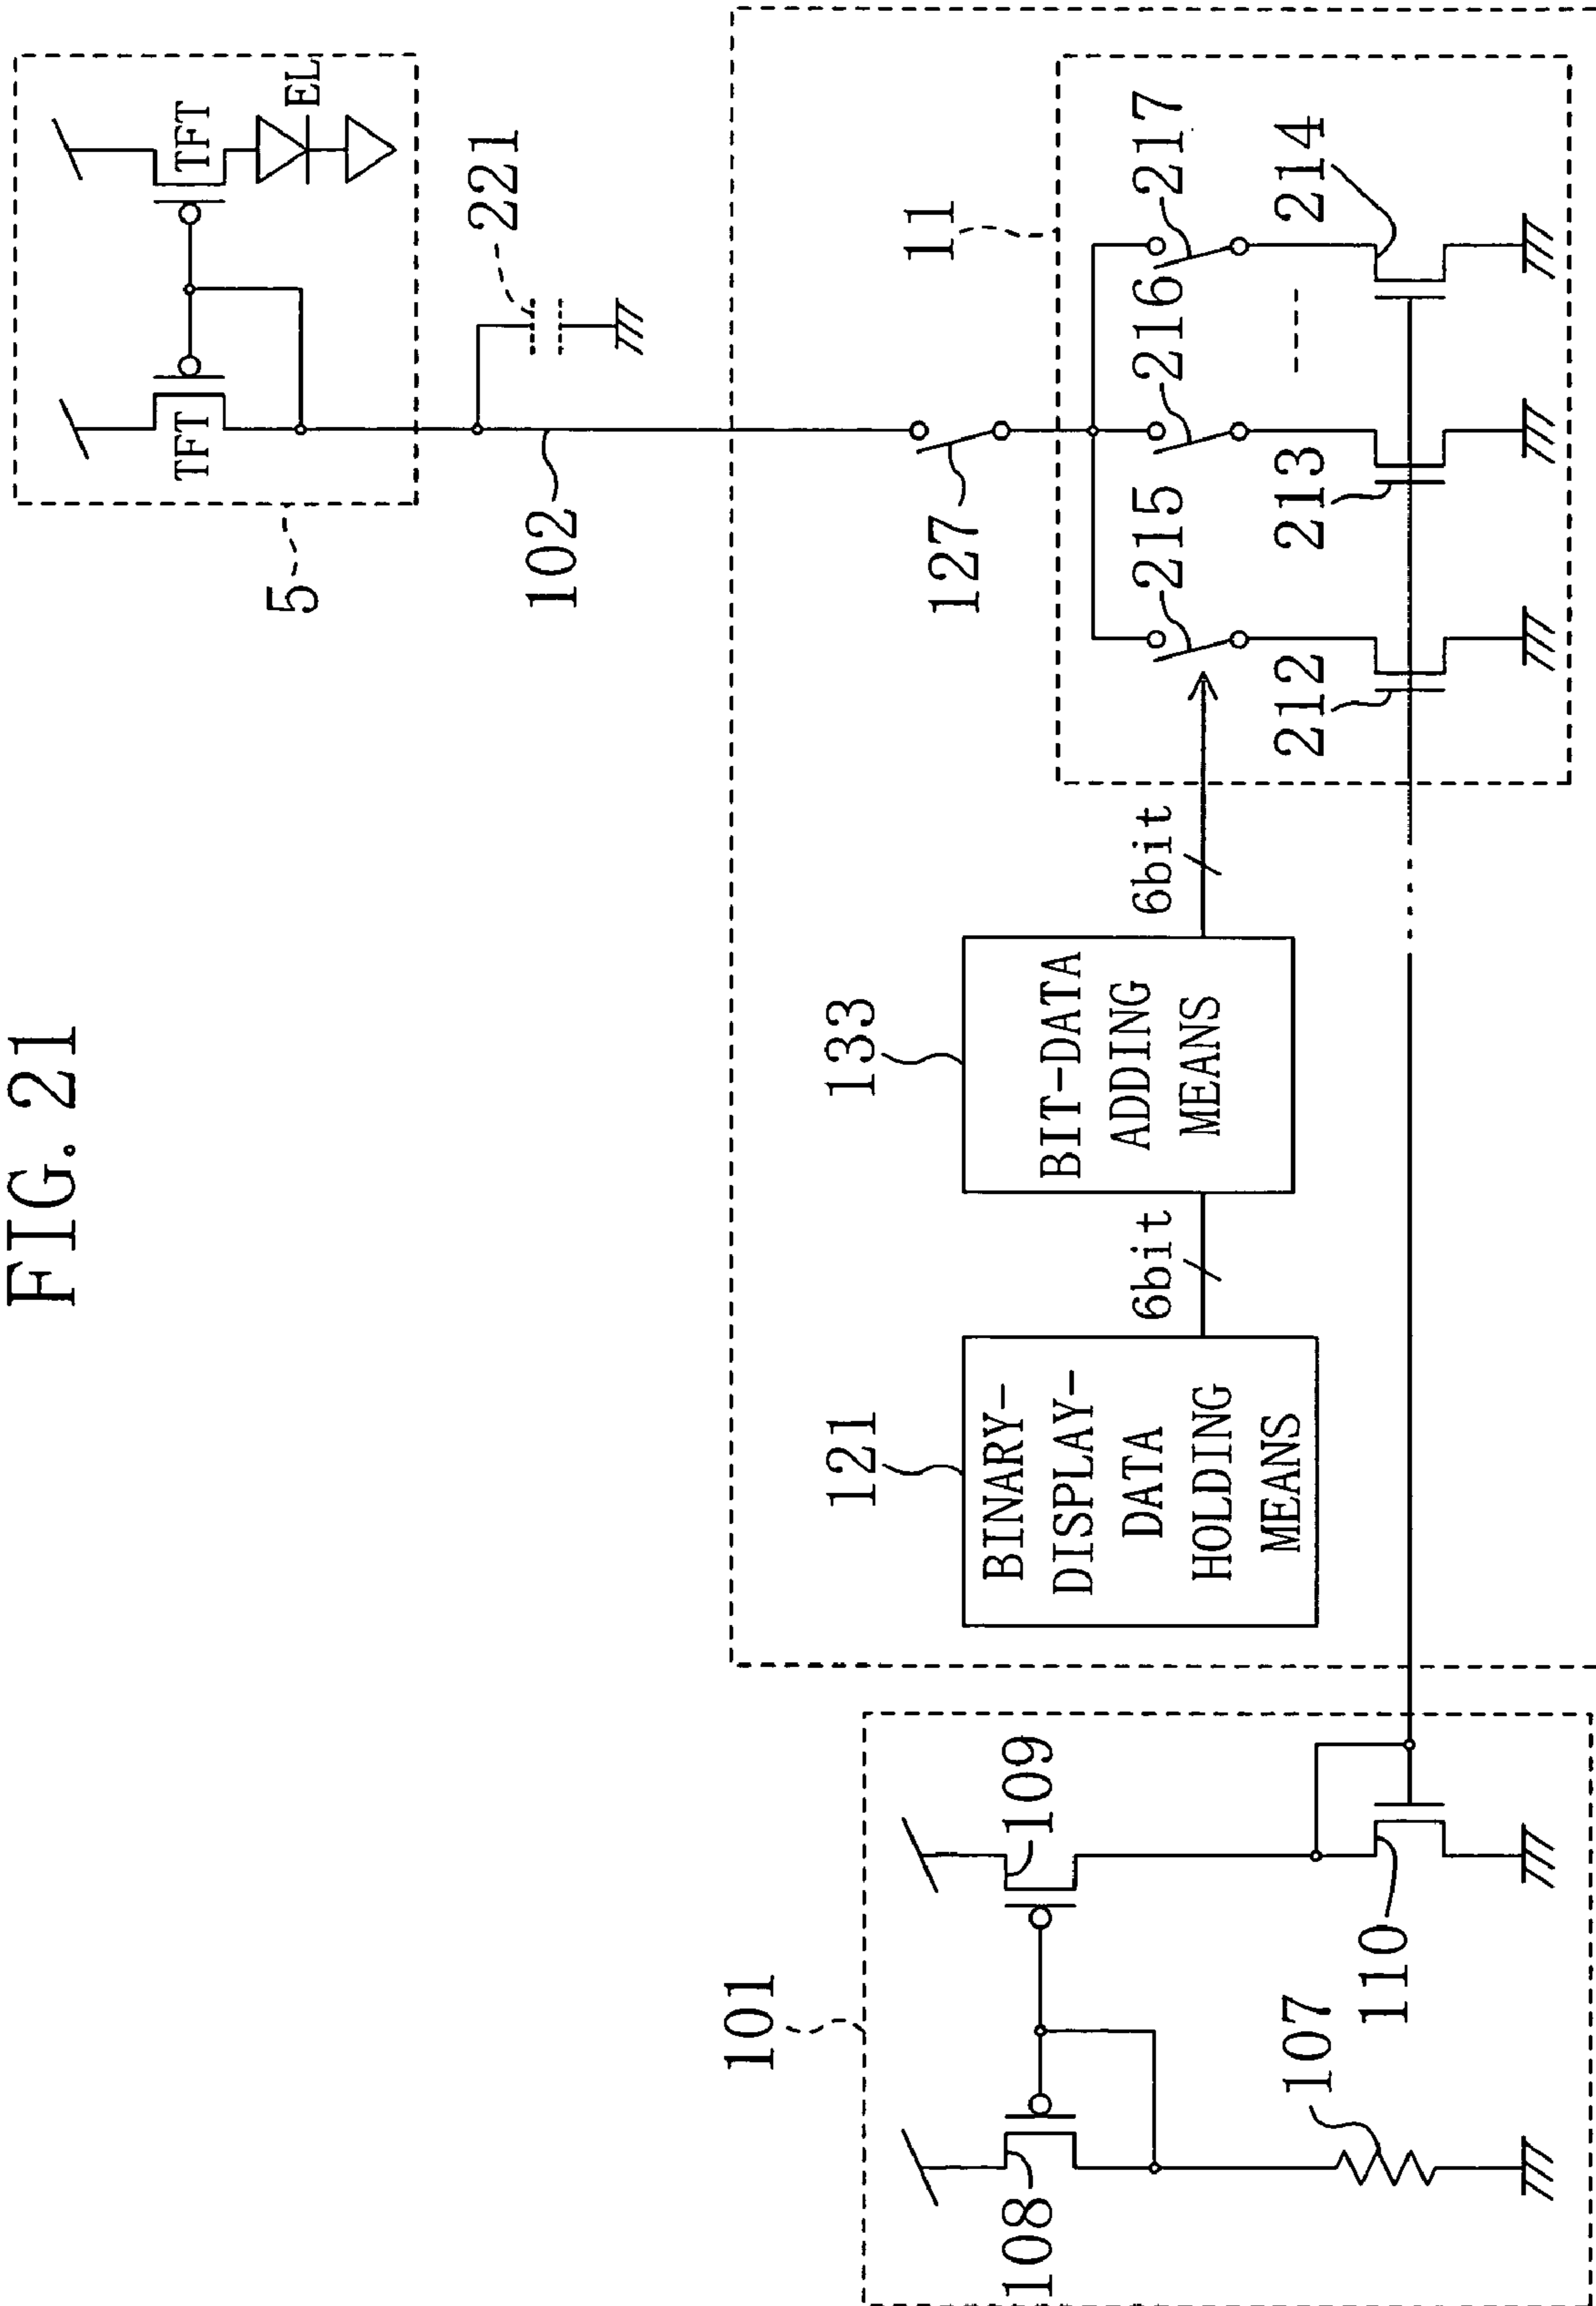 FIG. 21
5
TFT
TFT
EL
221
102
127
11
215
216
217
212
213
214
6bit
133
BIT-DATA
ADDING
MEANS
6bit
121
BINARY-
DISPLAY-
DATA
HOLDING
MEANS
101
108
109
107
110